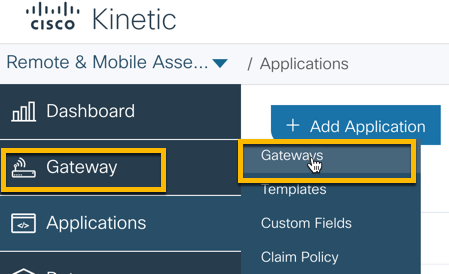 cisco Kinetic
Remote & Mobile Asse... / Applications
Dashboard
+ Add Application
Gateway
Gateways
Templates
Applications
Custom Fields
Claim Policy